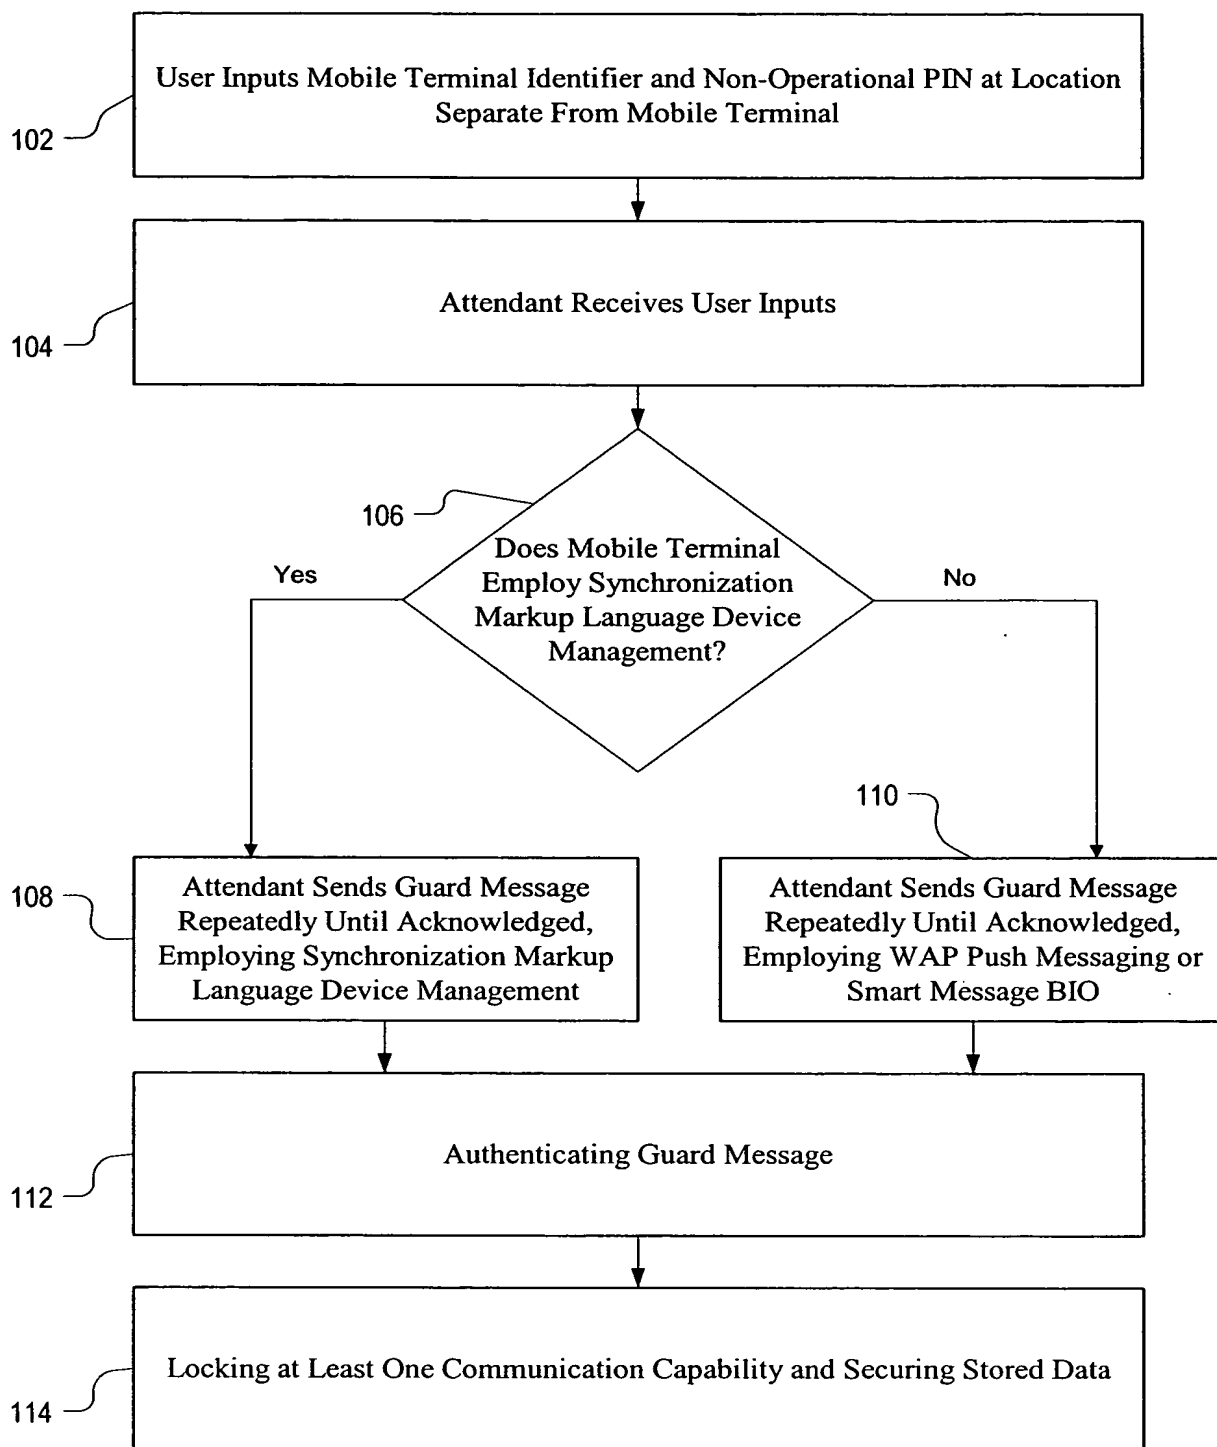 User Inputs Mobile Terminal Identifier and Non-Operational PIN at Location
Separate From Mobile Terminal
102
Attendant Receives User Inputs
104
106
Does Mobile Terminal
Employ Synchronization
Markup Language Device
Management?
Yes
No
110
108
Attendant Sends Guard Message
Repeatedly Until Acknowledged,
Employing Synchronization Markup
Language Device Management
Attendant Sends Guard Message
Repeatedly Until Acknowledged,
Employing WAP Push Messaging or
Smart Message BIO
Authenticating Guard Message
112
Locking at Least One Communication Capability and Securing Stored Data
114